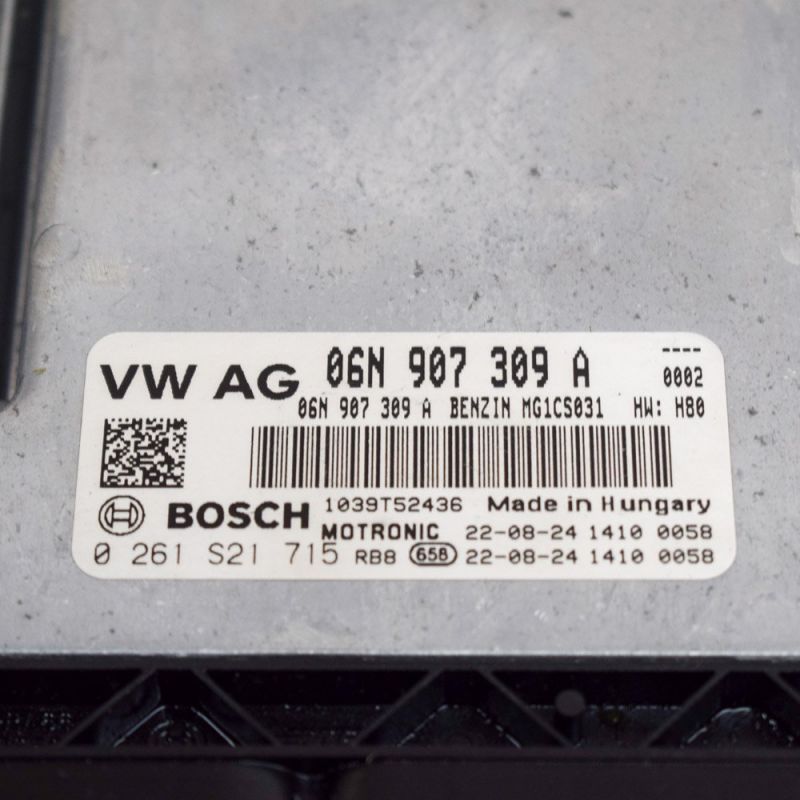 VW AG 06N 907 309 A ----
0002
06N 907 309 A BENZIN MG1CS031 HW: H80
BOSCH 1039T52436 Made in Hungary
MOTRONIC 22-08-24 1410 0058
0 261 S21 715 RB8 658 22-08-24 1410 0058